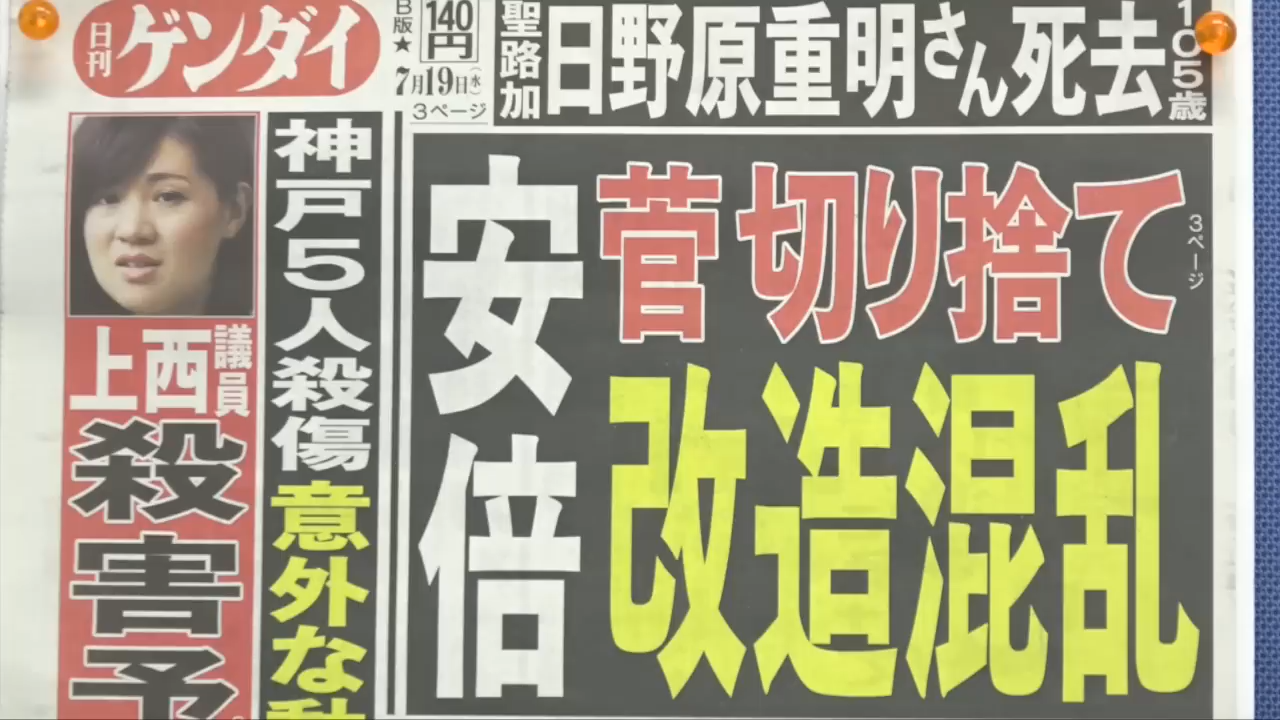 日刊ゲンダイ
B版★
140円
7月19日(水)
3ページ
聖路加
日野原重明さん死去
105歳
安倍
菅切り捨て
3ページ
改造混乱
神戸5人殺傷意外な動
上西議員
殺害予